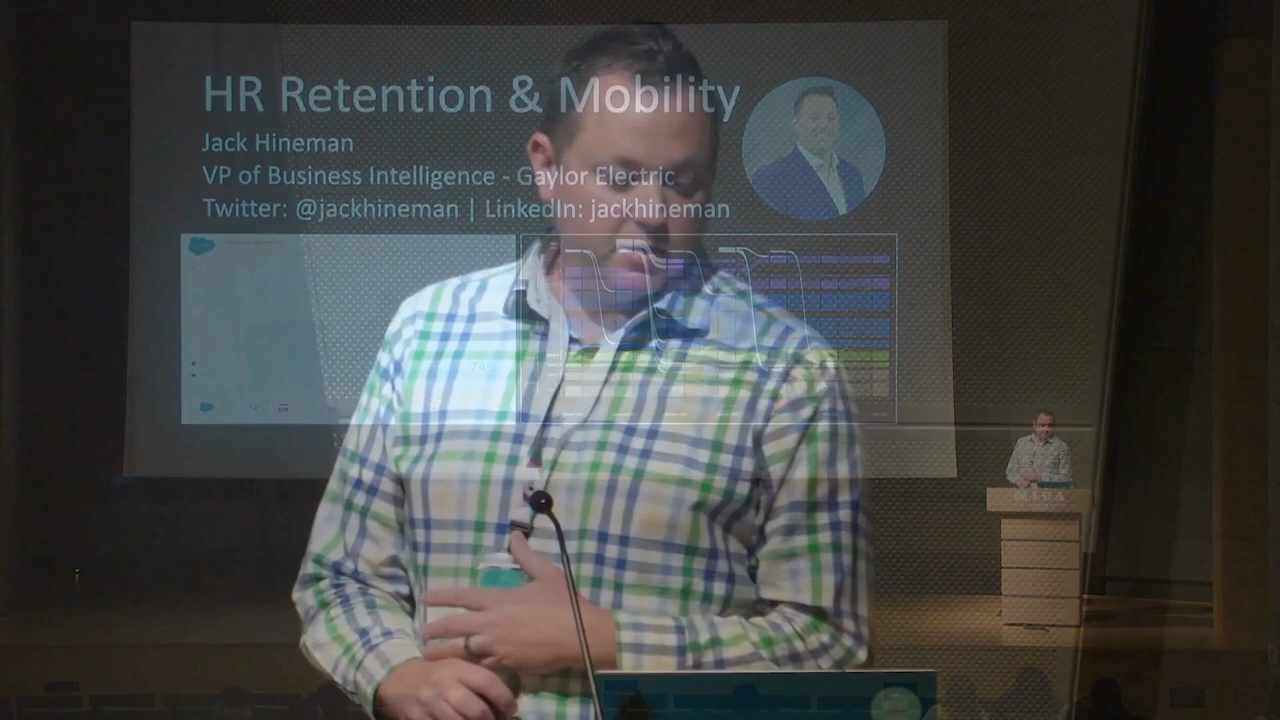 HR Retention & Mobility
Jack Hineman
VP of Business Intelligence - Gaylor Electric
Twitter: @jackhineman | LinkedIn: jackhineman